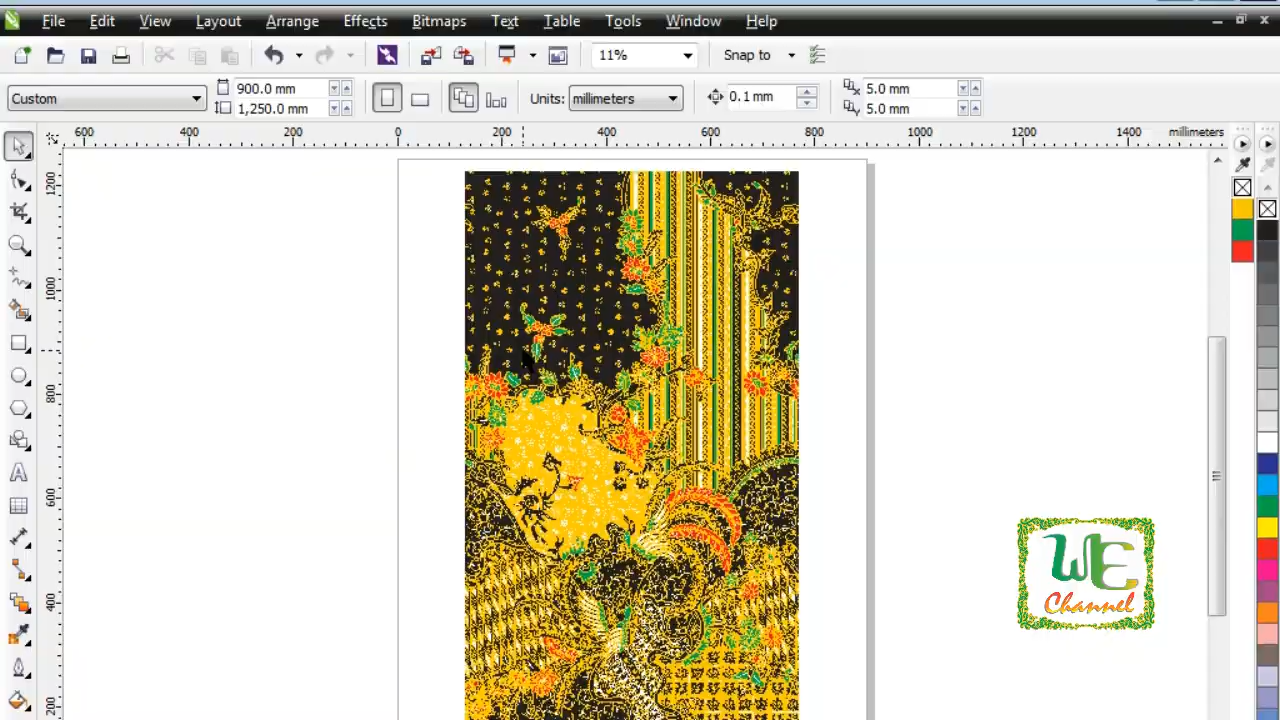 File Edit View Layout Arrange Effects Bitmaps Text Table Tools Window Help
11% Snap to
Custom 900.0 mm 1,250.0 mm Units: millimeters 0.1 mm 5.0 mm 5.0 mm
600 400 200 0 200 400 600 800 1000 1200 1400 millimeters
1200
1000
800
600
400
200
WE
Channel